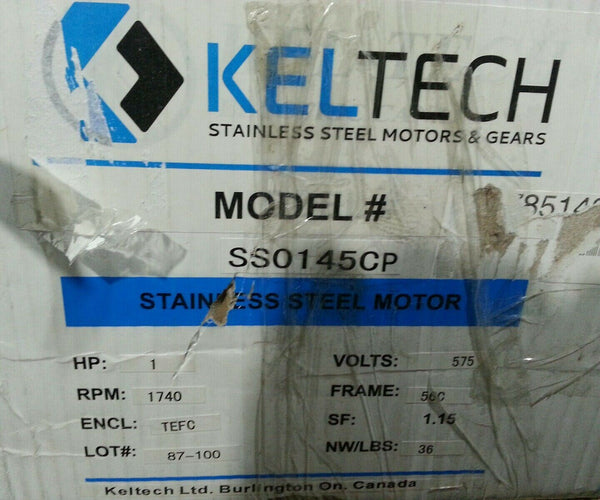 KELTECH
STAINLESS STEEL MOTORS & GEARS
MODEL #
SS0145CP
STAINLESS STEEL MOTOR
HP: 1 VOLTS: 575
RPM: 1740 FRAME: 56C
ENCL: TEFC SF: 1.15
LOT#: 87-100 NW/LBS: 36
Keltech Ltd. Burlington On. Canada